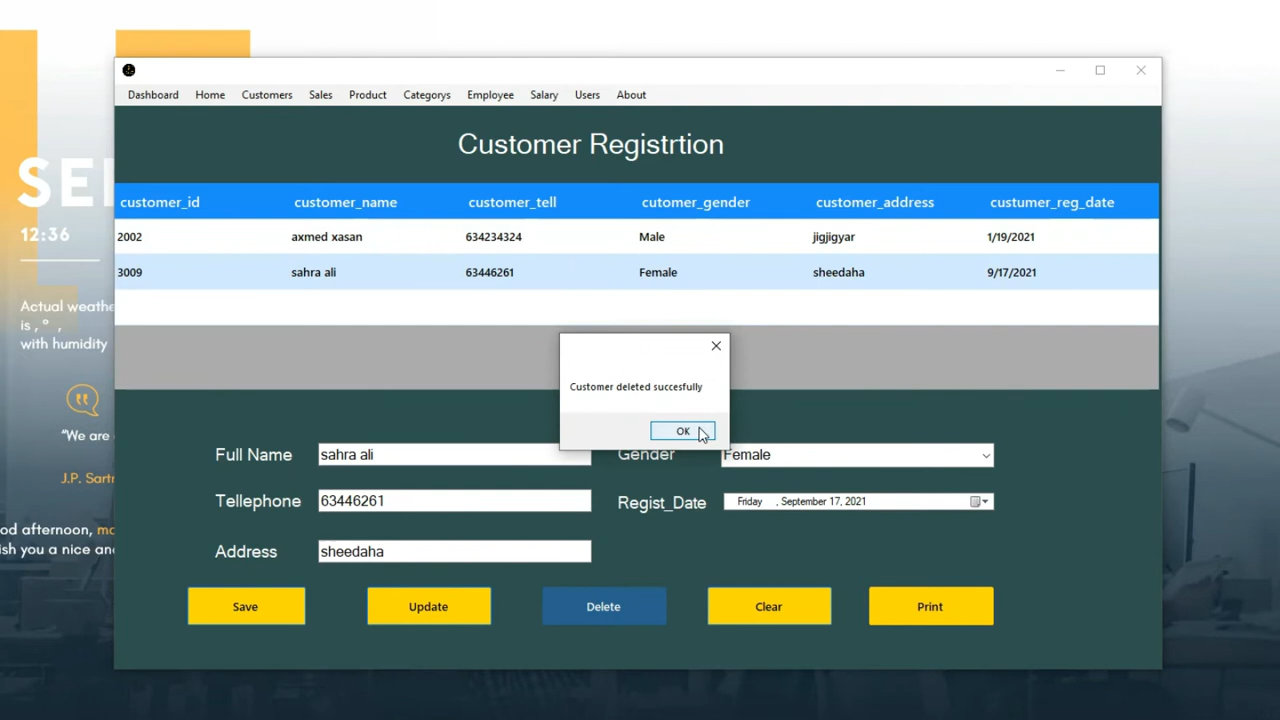 Dashboard Home Customers Sales Product Categorys Employee Salary Users About
Customer Registrtion
customer_id customer_name customer_tell cutomer_gender customer_address custumer_reg_date
2002 axmed xasan 634234324 Male jigjigyar 1/19/2021
3009 sahra ali 63446261 Female sheedaha 9/17/2021
Customer deleted succesfully
OK
Full Name sahra ali Gender Female
Tellephone 63446261 Regist_Date Friday , September 17, 2021
Address sheedaha
Save Update Delete Clear Print
12:36
Actual weathe
is , ° ,
with humidity
"We are
J.P. Sartr
od afternoon,
sh you a nice and